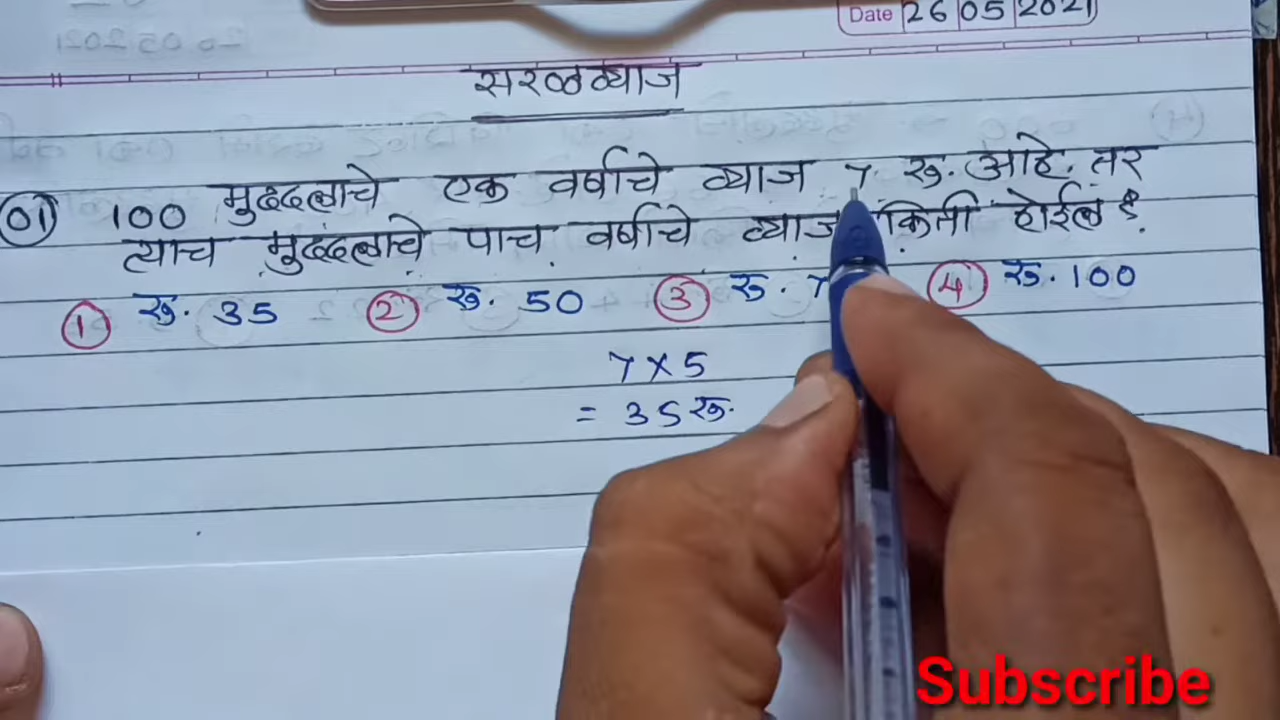 Date 26 05 2021
सरळव्याज
01 100 मुद्दलाचे एक वर्षाचे व्याज 7 रु. आहे. तर
त्याच मुद्दलाचे पाच वर्षाचे व्याज किती होईल ?
1 रु. 35 2 रु. 50 3 रु. 4 रु. 100
7 x 5
= 35 रु.
Subscribe